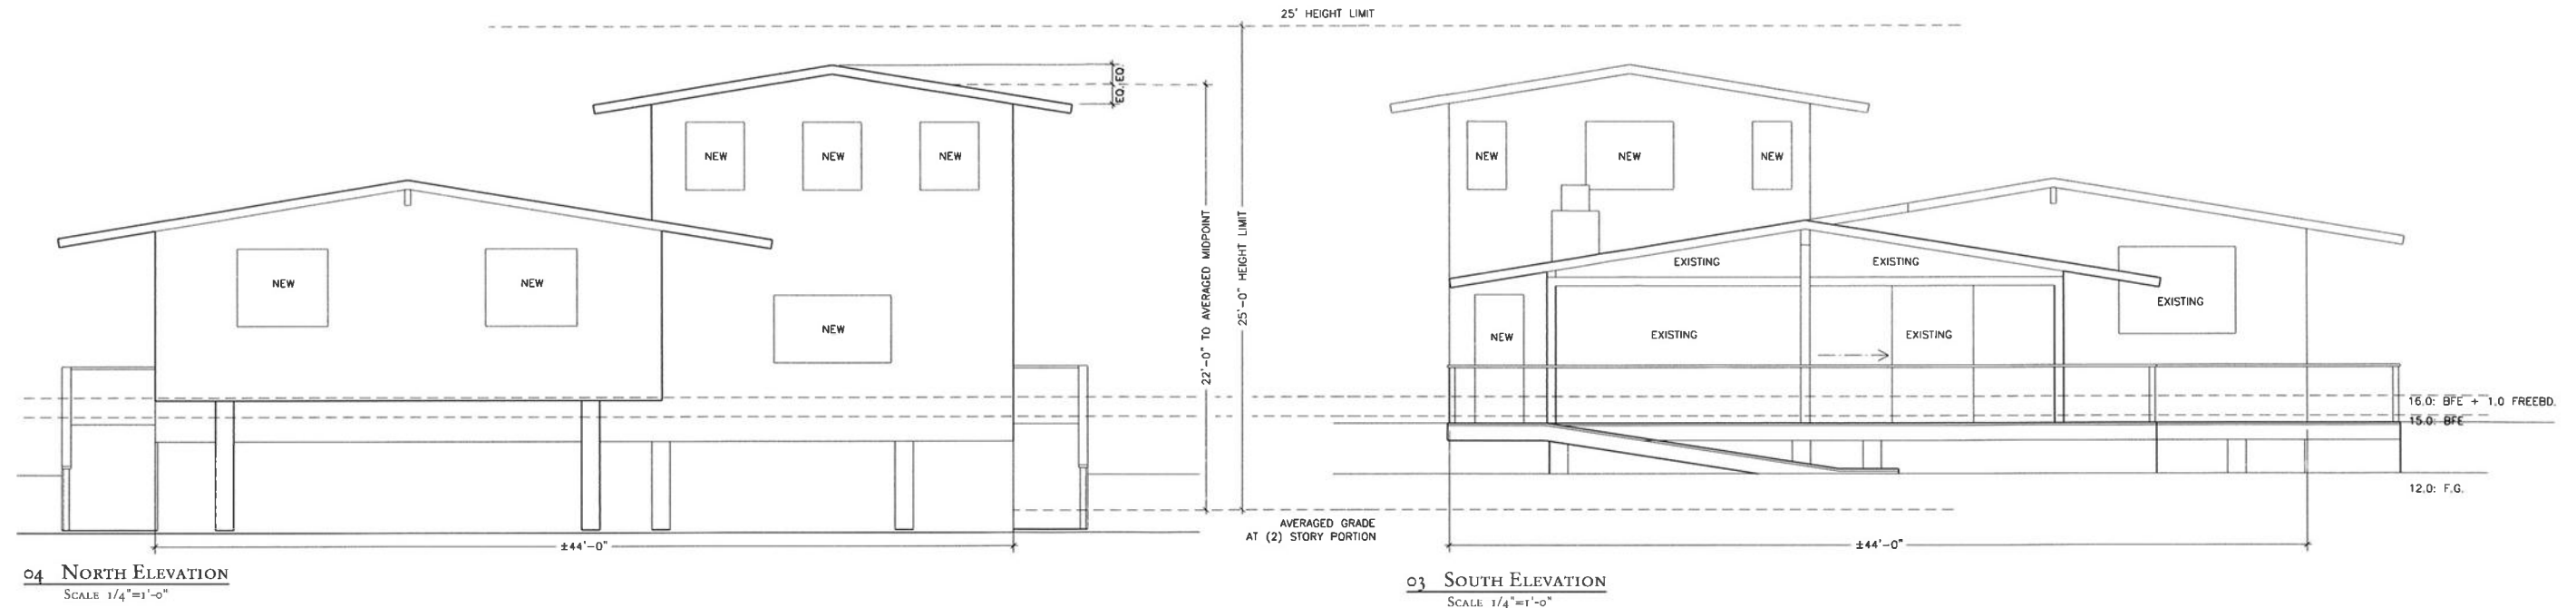 25' HEIGHT LIMIT
EQ.
EQ.
NEW
NEW
NEW
NEW
NEW
NEW
22'-0" TO AVERAGED MIDPOINT
25'-0" HEIGHT LIMIT
±44'-0"
AVERAGED GRADE
AT (2) STORY PORTION
04 NORTH ELEVATION
SCALE 1/4"=1'-0"
NEW
NEW
NEW
EXISTING
EXISTING
EXISTING
NEW
EXISTING
EXISTING
16.0: BFE + 1.0 FREEBD.
15.0: BFE
12.0: F.G.
±44'-0"
03 SOUTH ELEVATION
SCALE 1/4"=1'-0"